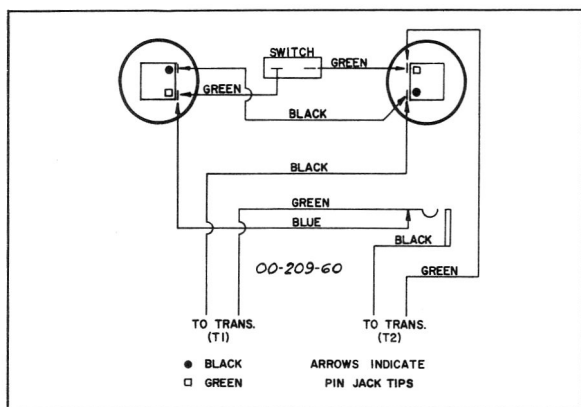 SWITCH
GREEN
GREEN
BLACK
BLACK
GREEN
BLUE
BLACK
00-209-60
GREEN
TO TRANS.
(T1)
TO TRANS.
(T2)
● BLACK
□ GREEN
ARROWS INDICATE
PIN JACK TIPS